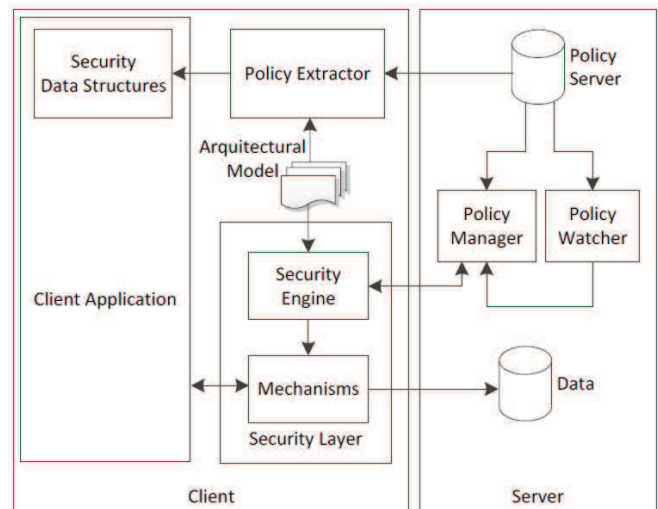 Security
Data Structures
Policy Extractor
Policy
Server
Arquitectural
Model
Policy
Manager
Policy
Watcher
Security
Engine
Client Application
Mechanisms
Data
Security Layer
Client
Server